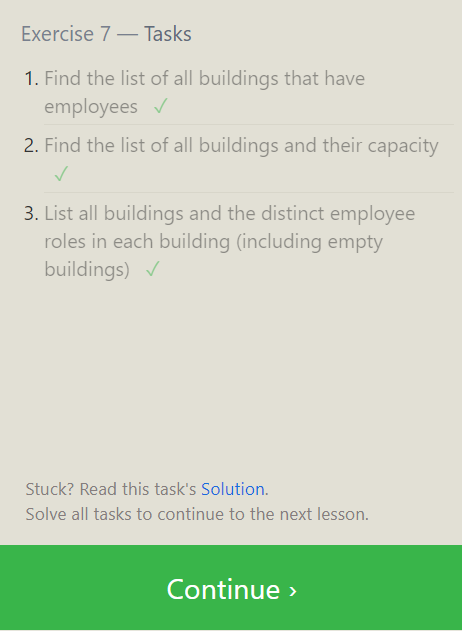 Exercise 7 — Tasks
1. Find the list of all buildings that have
employees ✓
2. Find the list of all buildings and their capacity
✓
3. List all buildings and the distinct employee
roles in each building (including empty
buildings) ✓
Stuck? Read this task's Solution.
Solve all tasks to continue to the next lesson.
Continue ›